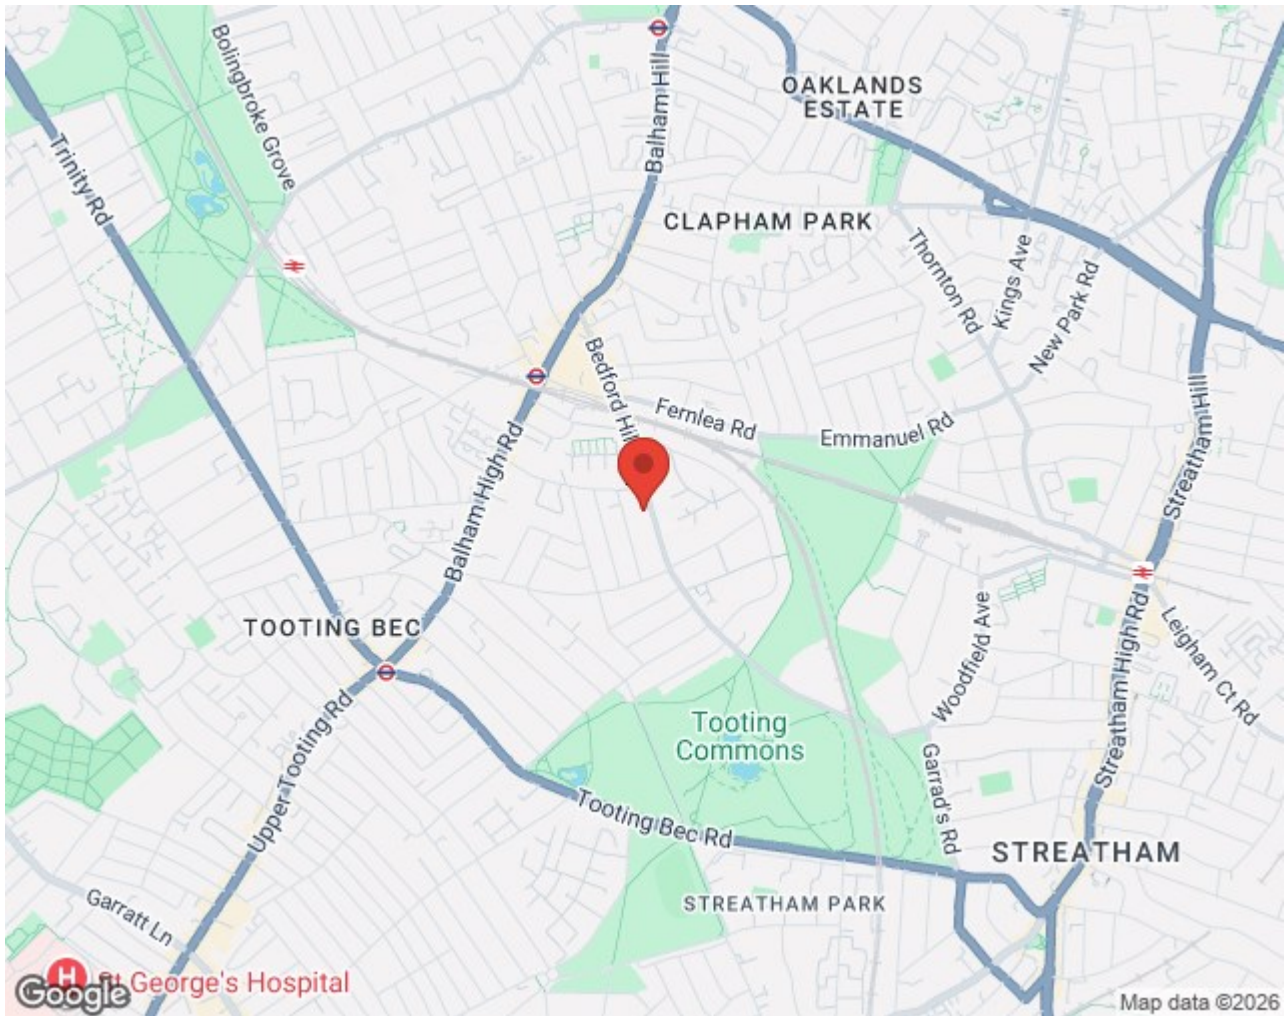 Bolingbroke Grove
Balham Hill
OAKLANDS
ESTATE
Trinity Rd
CLAPHAM PARK
Thornton Rd
Kings Ave
New Park Rd
Bedford Hill
Fernlea Rd
Emmanuel Rd
Streatham Hill
Balham High Rd
TOOTING BEC
Woodfield Ave
Leigham Ct Rd
Streatham High Rd
Upper Tooting Rd
Tooting
Commons
Garrad's Rd
Tooting Bec Rd
STREATHAM
STREATHAM PARK
Garratt Ln
H
St George's Hospital
Google
Map data ©2026